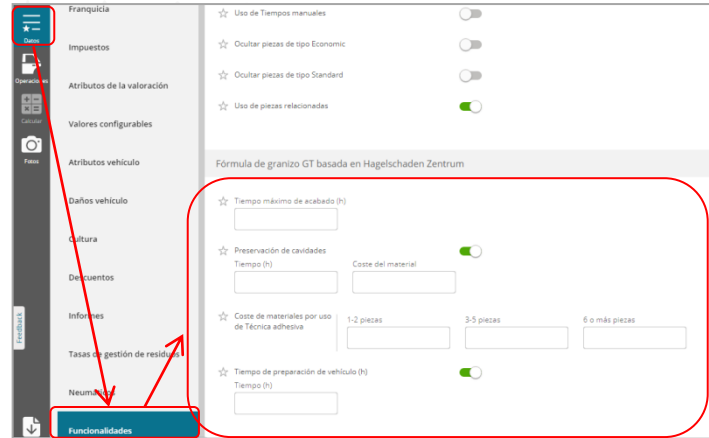 Datos
Operaciones
Calcular
Fotos
Feedback
Franquicia
Impuestos
Atributos de la valoración
Valores configurables
Atributos vehículo
Daños vehículo
Cultura
Descuentos
Informes
Tasas de gestión de residuos
Neumáticos
Funcionalidades
Uso de Tiempos manuales
Ocultar piezas de tipo Economic
Ocultar piezas de tipo Standard
Uso de piezas relacionadas
Fórmula de granizo GT basada en Hagelschaden Zentrum
Tiempo máximo de acabado (h)
Preservación de cavidades
Tiempo (h) Coste del material
Coste de materiales por uso
de Técnica adhesiva
1-2 piezas 3-5 piezas 6 o más piezas
Tiempo de preparación de vehículo (h)
Tiempo (h)